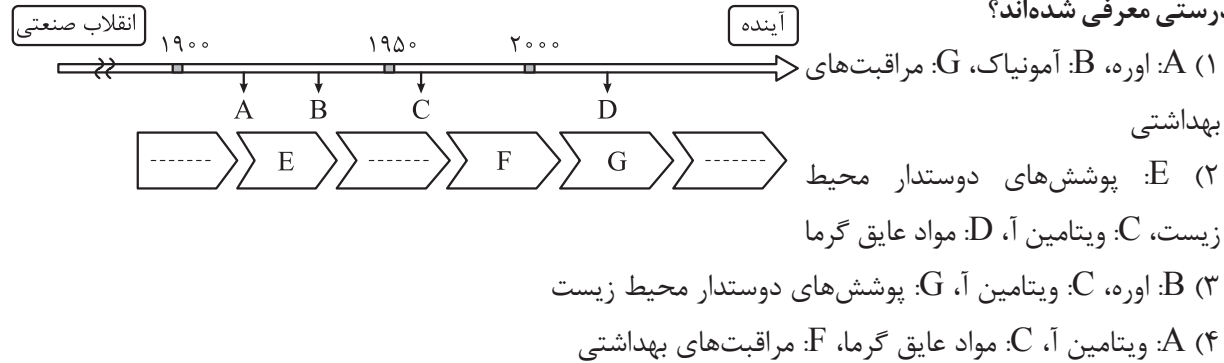 درستی معرفی شده‌اند؟
انقلاب صنعتی
۱۹۰۰
۱۹۵۰
۲۰۰۰
آینده
A
B
C
D
-------
E
-------
F
G
-------
۱) A: اوره، B: آمونیاک، G: مراقبت‌های
بهداشتی
۲) E: پوشش‌های دوستدار محیط
زیست، C: ویتامین آ، D: مواد عایق گرما
۳) B: اوره، C: ویتامین آ، G: پوشش‌های دوستدار محیط زیست
۴) A: ویتامین آ، C: مواد عایق گرما، F: مراقبت‌های بهداشتی